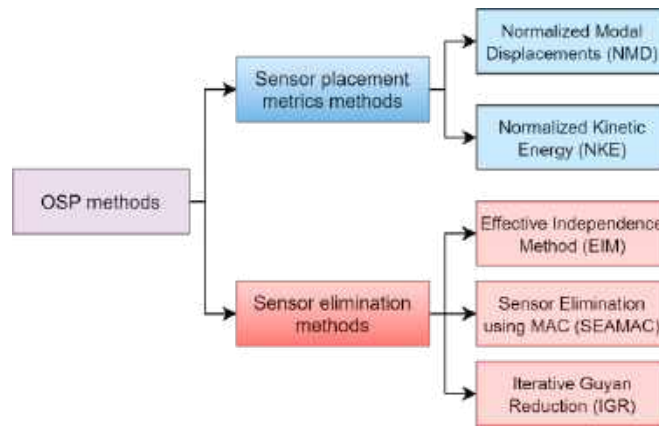 Normalized Modal
Displacements (NMD)
Sensor placement
metrics methods
Normalized Kinetic
Energy (NKE)
OSP methods
Effective Independence
Method (EIM)
Sensor elimination
methods
Sensor Elimination
using MAC (SEAMAC)
Iterative Guyan
Reduction (IGR)